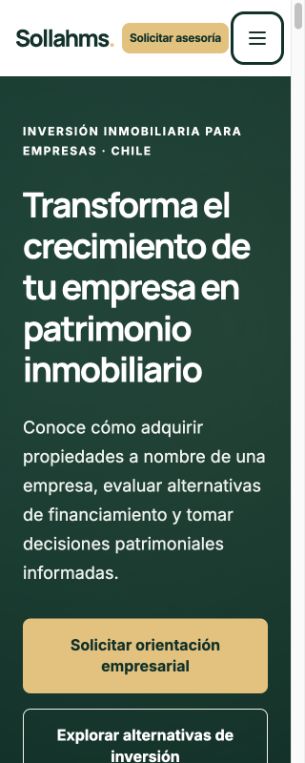 Sollahms.
Solicitar asesoría
INVERSIÓN INMOBILIARIA PARA
EMPRESAS · CHILE
Transforma el
crecimiento de
tu empresa en
patrimonio
inmobiliario
Conoce cómo adquirir
propiedades a nombre de una
empresa, evaluar alternativas
de financiamiento y tomar
decisiones patrimoniales
informadas.
Solicitar orientación
empresarial
Explorar alternativas de
inversión